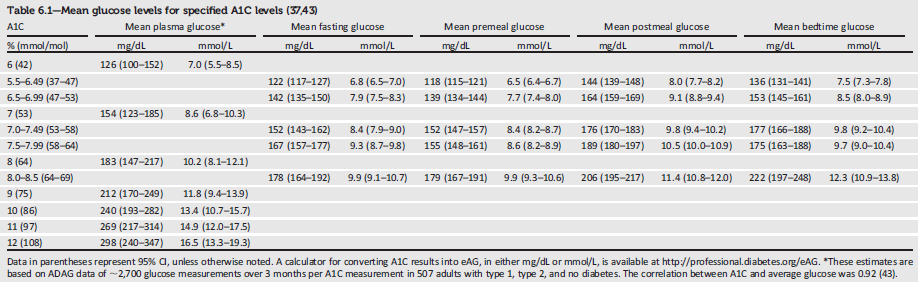 Table 6.1—Mean glucose levels for specified A1C levels (37,43)
A1C Mean plasma glucose* Mean fasting glucose Mean premeal glucose Mean postmeal glucose Mean bedtime glucose
% (mmol/mol) mg/dL mmol/L mg/dL mmol/L mg/dL mmol/L mg/dL mmol/L mg/dL mmol/L
6 (42) 126 (100–152) 7.0 (5.5–8.5)
5.5–6.49 (37–47) 122 (117–127) 6.8 (6.5–7.0) 118 (115–121) 6.5 (6.4–6.7) 144 (139–148) 8.0 (7.7–8.2) 136 (131–141) 7.5 (7.3–7.8)
6.5–6.99 (47–53) 142 (135–150) 7.9 (7.5–8.3) 139 (134–144) 7.7 (7.4–8.0) 164 (159–169) 9.1 (8.8–9.4) 153 (145–161) 8.5 (8.0–8.9)
7 (53) 154 (123–185) 8.6 (6.8–10.3)
7.0–7.49 (53–58) 152 (143–162) 8.4 (7.9–9.0) 152 (147–157) 8.4 (8.2–8.7) 176 (170–183) 9.8 (9.4–10.2) 177 (166–188) 9.8 (9.2–10.4)
7.5–7.99 (58–64) 167 (157–177) 9.3 (8.7–9.8) 155 (148–161) 8.6 (8.2–8.9) 189 (180–197) 10.5 (10.0–10.9) 175 (163–188) 9.7 (9.0–10.4)
8 (64) 183 (147–217) 10.2 (8.1–12.1)
8.0–8.5 (64–69) 178 (164–192) 9.9 (9.1–10.7) 179 (167–191) 9.9 (9.3–10.6) 206 (195–217) 11.4 (10.8–12.0) 222 (197–248) 12.3 (10.9–13.8)
9 (75) 212 (170–249) 11.8 (9.4–13.9)
10 (86) 240 (193–282) 13.4 (10.7–15.7)
11 (97) 269 (217–314) 14.9 (12.0–17.5)
12 (108) 298 (240–347) 16.5 (13.3–19.3)
Data in parentheses represent 95% CI, unless otherwise noted. A calculator for converting A1C results into eAG, in either mg/dL or mmol/L, is available at http://professional.diabetes.org/eAG. *These estimates are
based on ADAG data of ~2,700 glucose measurements over 3 months per A1C measurement in 507 adults with type 1, type 2, and no diabetes. The correlation between A1C and average glucose was 0.92 (43).